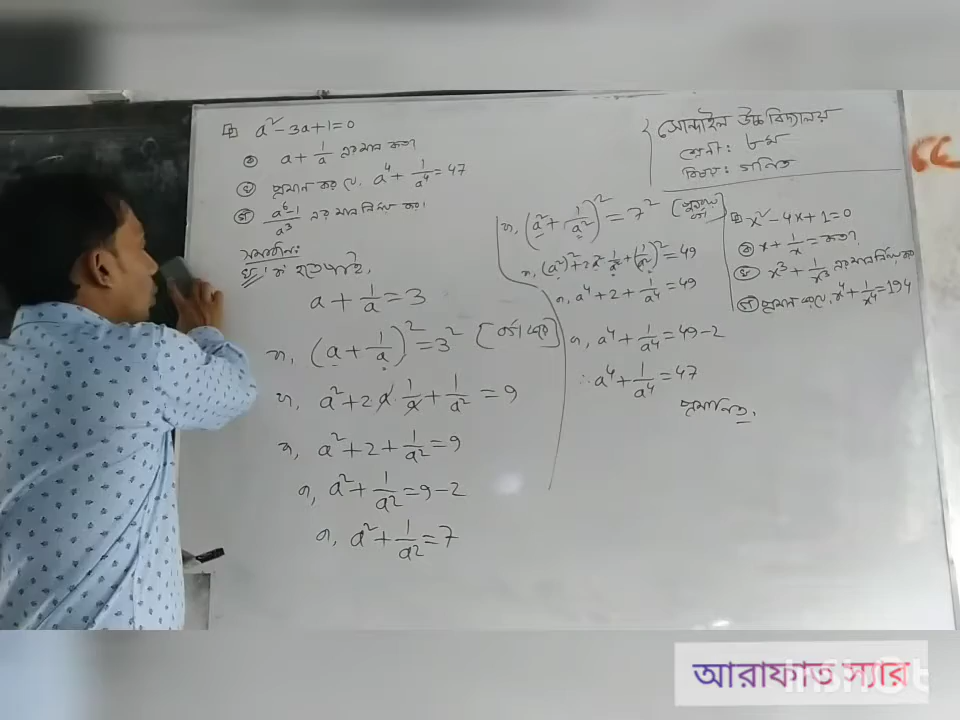 a² - 3a + 1 = 0
ক a + 1/a এর মান কত?
খ প্রমাণ কর যে, a⁴ + 1/a⁴ = 47
গ (a⁶ - 1)/a³ এর মান নির্ণয় কর।
সমাধান:
খ 'ক' হতে পাই,
a + 1/a = 3
বা, (a + 1/a)² = 3² [বর্গ করে]
বা, a² + 2.a.1/a + 1/a² = 9
বা, a² + 2 + 1/a² = 9
বা, a² + 1/a² = 9 - 2
বা, a² + 1/a² = 7
বা, (a² + 1/a²)² = 7² [পুনরায় বর্গ]
বা, (a²)² + 2.a².1/a² + (1/a²)² = 49
বা, a⁴ + 2 + 1/a⁴ = 49
বা, a⁴ + 1/a⁴ = 49 - 2
∴ a⁴ + 1/a⁴ = 47
প্রমাণিত,
উচ্চ বিদ্যালয়
শ্রেণী: ৮ম
বিষয়: গণিত
x² - 4x + 1 = 0
ক x + 1/x = কত?
খ x³ + 1/x³ এর মান নির্ণয় কর
গ প্রমাণ কর যে, x⁴ + 1/x⁴ = 194
আরাফাত স্যার
InShOt